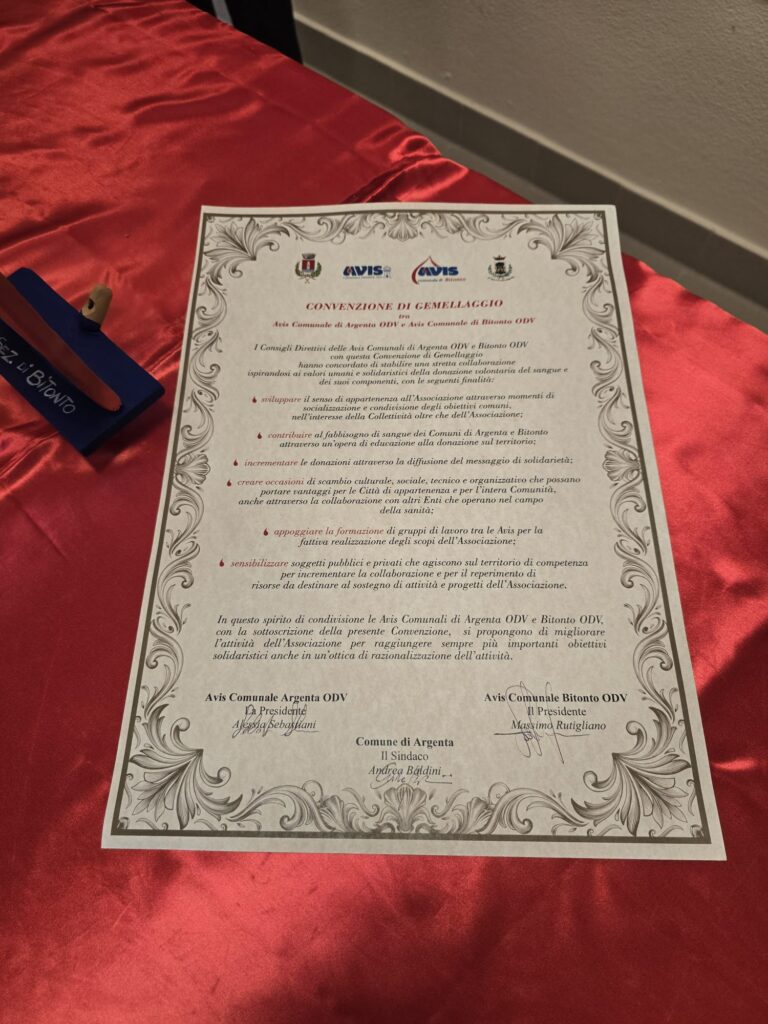 AVIS
AVIS
comunale di Bitonto
CONVENZIONE DI GEMELLAGGIO
tra
Avis Comunale di Argenta ODV e Avis Comunale di Bitonto ODV
I Consigli Direttivi delle Avis Comunali di Argenta ODV e Bitonto ODV
con questa Convenzione di Gemellaggio
hanno concordato di stabilire una stretta collaborazione
ispirandosi ai valori umani e solidaristici della donazione volontaria del sangue e
dei suoi componenti, con le seguenti finalità:
sviluppare il senso di appartenenza all'Associazione attraverso momenti di
socializzazione e condivisione degli obiettivi comuni,
nell'interesse della Collettività oltre che dell'Associazione;
contribuire al fabbisogno di sangue dei Comuni di Argenta e Bitonto
attraverso un'opera di educazione alla donazione sul territorio;
incrementare le donazioni attraverso la diffusione del messaggio di solidarietà;
creare occasioni di scambio culturale, sociale, tecnico e organizzativo che possano
portare vantaggi per le Città di appartenenza e per l'intera Comunità,
anche attraverso la collaborazione con altri Enti che operano nel campo
della sanità;
appoggiare la formazione di gruppi di lavoro tra le Avis per la
fattiva realizzazione degli scopi dell'Associazione;
sensibilizzare soggetti pubblici e privati che agiscono sul territorio di competenza
per incrementare la collaborazione e per il reperimento di
risorse da destinare al sostegno di attività e progetti dell'Associazione.
In questo spirito di condivisione le Avis Comunali di Argenta ODV e Bitonto ODV,
con la sottoscrizione della presente Convenzione, si propongono di migliorare
l'attività dell'Associazione per raggiungere sempre più importanti obiettivi
solidaristici anche in un'ottica di razionalizzazione dell'attività.
Avis Comunale Argenta ODV
La Presidente
Alessia Sebastiani
Avis Comunale Bitonto ODV
Il Presidente
Massimo Rutigliano
Comune di Argenta
Il Sindaco
Andrea Baldini
SEZ. DI BITONTO